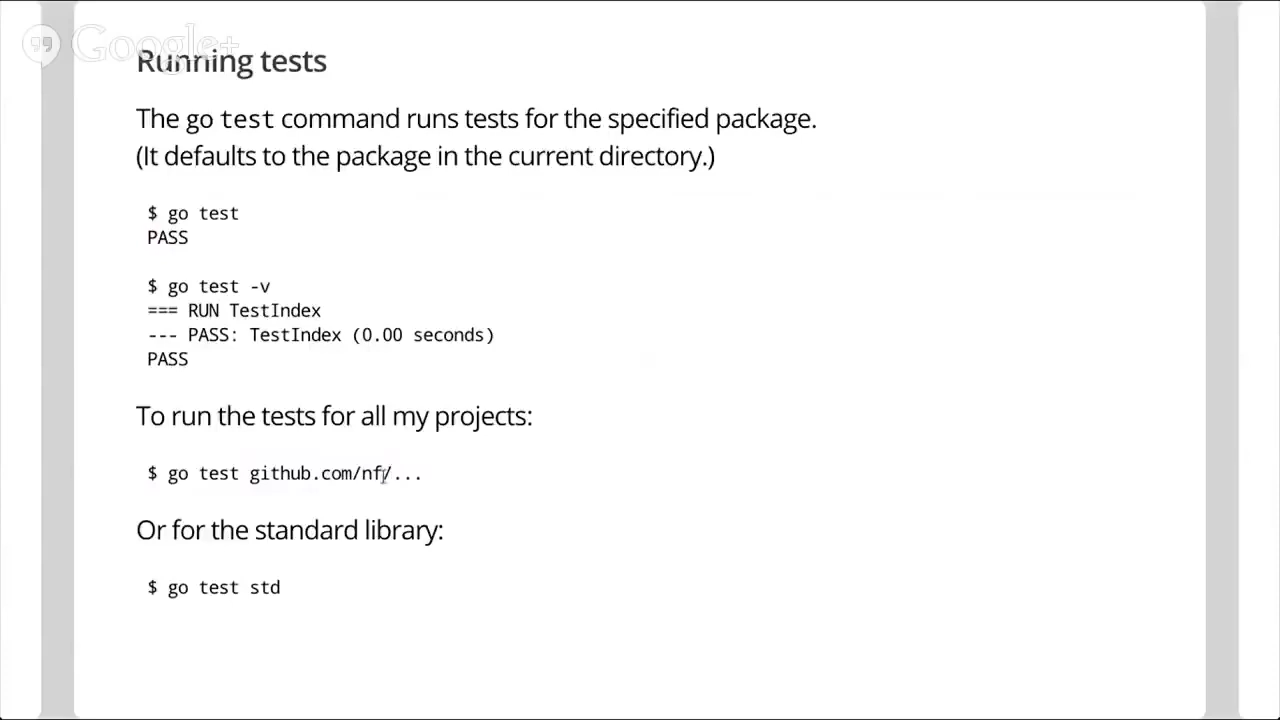 Google+
Running tests
The go test command runs tests for the specified package.
(It defaults to the package in the current directory.)
$ go test
PASS
$ go test -v
=== RUN TestIndex
--- PASS: TestIndex (0.00 seconds)
PASS
To run the tests for all my projects:
$ go test github.com/nf/...
Or for the standard library:
$ go test std